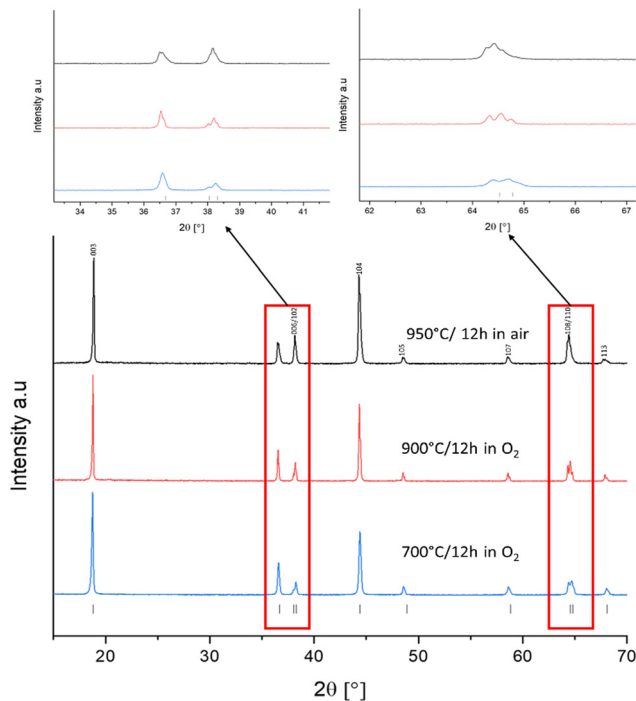 Intensity a.u
34 35 36 37 38 39 40 41
2θ [°]
Intensity a.u
62 63 64 65 66 67
2θ [°]
Intensity a.u
003
006/102
104
105
107
108/110
113
950°C/ 12h in air
900°C/12h in O₂
700°C/12h in O₂
20 30 40 50 60 70
2θ [°]